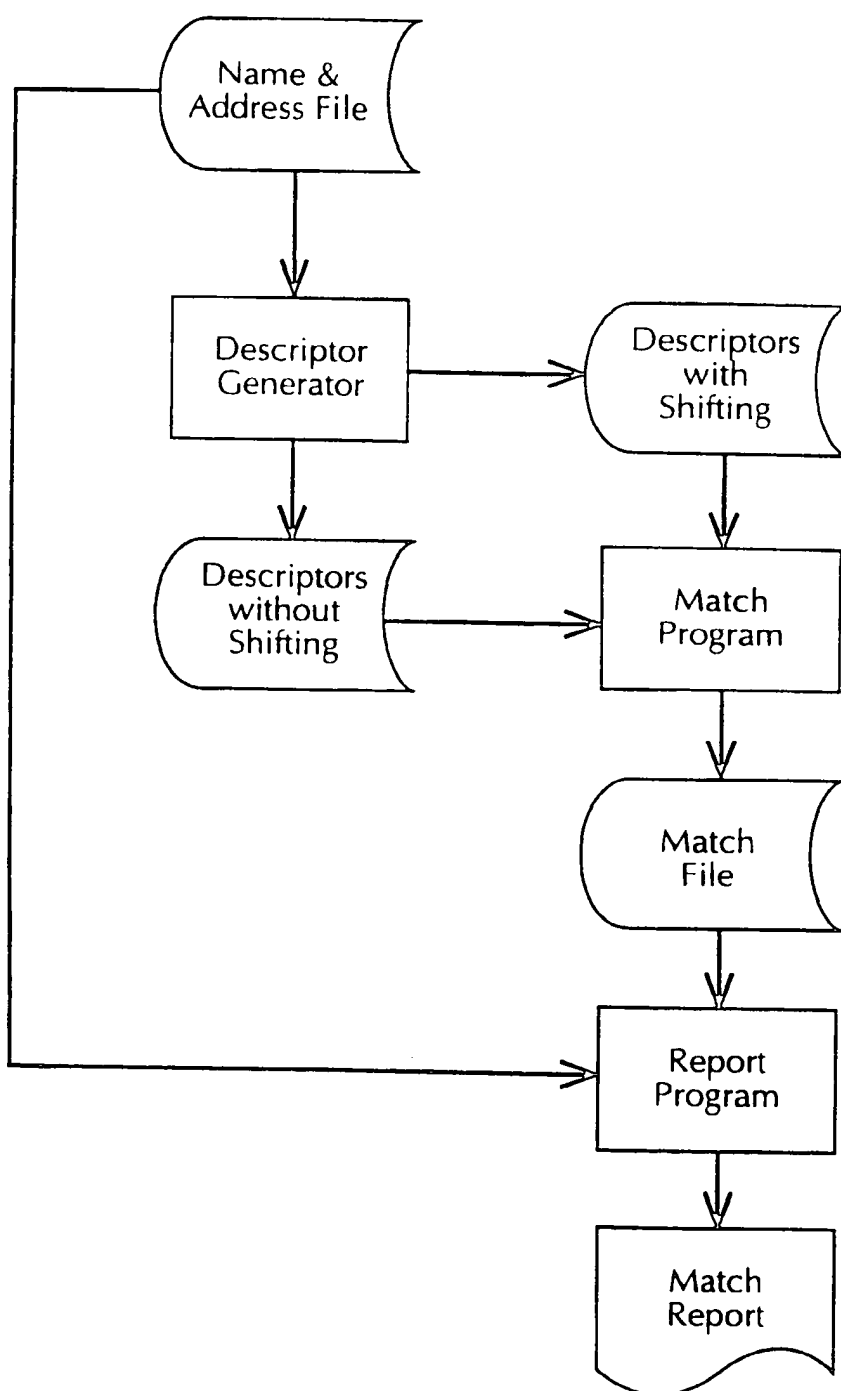 Name &
Address File
Descriptor
Generator
Descriptors
with
Shifting
Descriptors
without
Shifting
Match
Program
Match
File
Report
Program
Match
Report